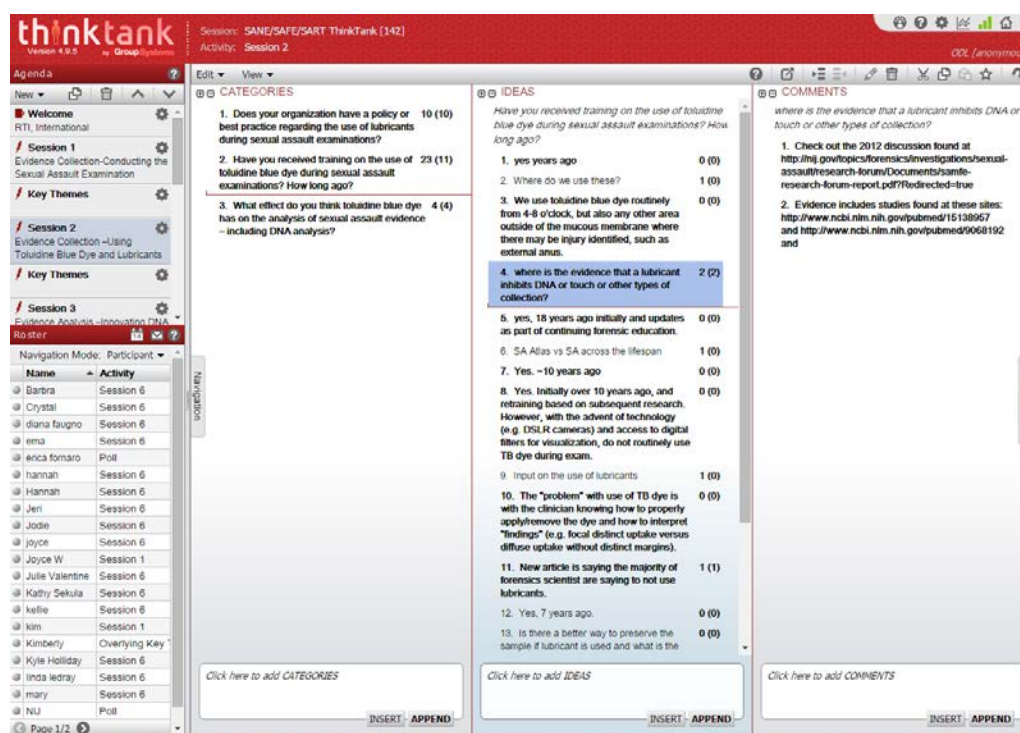 thinktank
Version 4.9.5 by GroupSystems
Session: SANE/SAFE/SART ThinkTank [142]
Activity: Session 2
ODL (anonymou
Agenda
New
Welcome
RTI, International
Session 1
Evidence Collection-Conducting the
Sexual Assault Examination
Key Themes
Session 2
Evidence Collection –Using
Toluidine Blue Dye and Lubricants
Key Themes
Session 3
Evidence Analysis -Innovating DNA
Roster
Navigation Mode: Participant
Name Activity
Barbra Session 6
Crystal Session 6
diana faugno Session 6
ema Session 6
erica fornaro Poll
hannah Session 6
Hannah Session 6
Jeri Session 6
Jodie Session 6
joyce Session 6
Joyce W Session 1
Julie Valentine Session 6
Kathy Sekula Session 6
kellie Session 6
kim Session 1
Kimberly Overlying Key
Kyle Holliday Session 6
linda ledray Session 6
mary Session 6
NIJ Poll
Page 1/2
Navigation
Edit View
CATEGORIES
1. Does your organization have a policy or 10 (10)
best practice regarding the use of lubricants
during sexual assault examinations?
2. Have you received training on the use of 23 (11)
toluidine blue dye during sexual assault
examinations? How long ago?
3. What effect do you think toluidine blue dye 4 (4)
has on the analysis of sexual assault evidence
– including DNA analysis?
Click here to add CATEGORIES
INSERT APPEND
IDEAS
Have you received training on the use of toluidine
blue dye during sexual assault examinations? How
long ago?
1. yes years ago 0 (0)
2. Where do we use these? 1 (0)
3. We use toluidine blue dye routinely 0 (0)
from 4-8 o'clock, but also any other area
outside of the mucous membrane where
there may be injury identified, such as
external anus.
4. where is the evidence that a lubricant 2 (2)
inhibits DNA or touch or other types of
collection?
5. yes, 18 years ago initially and updates 0 (0)
as part of continuing forensic education.
6. SA Atlas vs SA across the lifespan 1 (0)
7. Yes. ~10 years ago 0 (0)
8. Yes. Initially over 10 years ago, and 0 (0)
retraining based on subsequent research.
However, with the advent of technology
(e.g. DSLR cameras) and access to digital
filters for visualization, do not routinely use
TB dye during exam.
9. Input on the use of lubricants 1 (0)
10. The "problem" with use of TB dye is 0 (0)
with the clinician knowing how to properly
apply/remove the dye and how to interpret
"findings" (e.g. focal distinct uptake versus
diffuse uptake without distinct margins).
11. New article is saying the majority of 1 (1)
forensics scientist are saying to not use
lubricants.
12. Yes, 7 years ago. 0 (0)
13. Is there a better way to preserve the 0 (0)
sample if lubricant is used and what is the
Click here to add IDEAS
INSERT APPEND
COMMENTS
where is the evidence that a lubricant inhibits DNA or
touch or other types of collection?
1. Check out the 2012 discussion found at
http://nij.gov/topics/forensics/investigations/sexual-
assault/research-forum/Documents/samfe-
research-forum-report.pdf?Redirected=true
2. Evidence includes studies found at these sites:
http://www.ncbi.nlm.nih.gov/pubmed/15138957
and http://www.ncbi.nlm.nih.gov/pubmed/9068192
and
Click here to add COMMENTS
INSERT APPEND